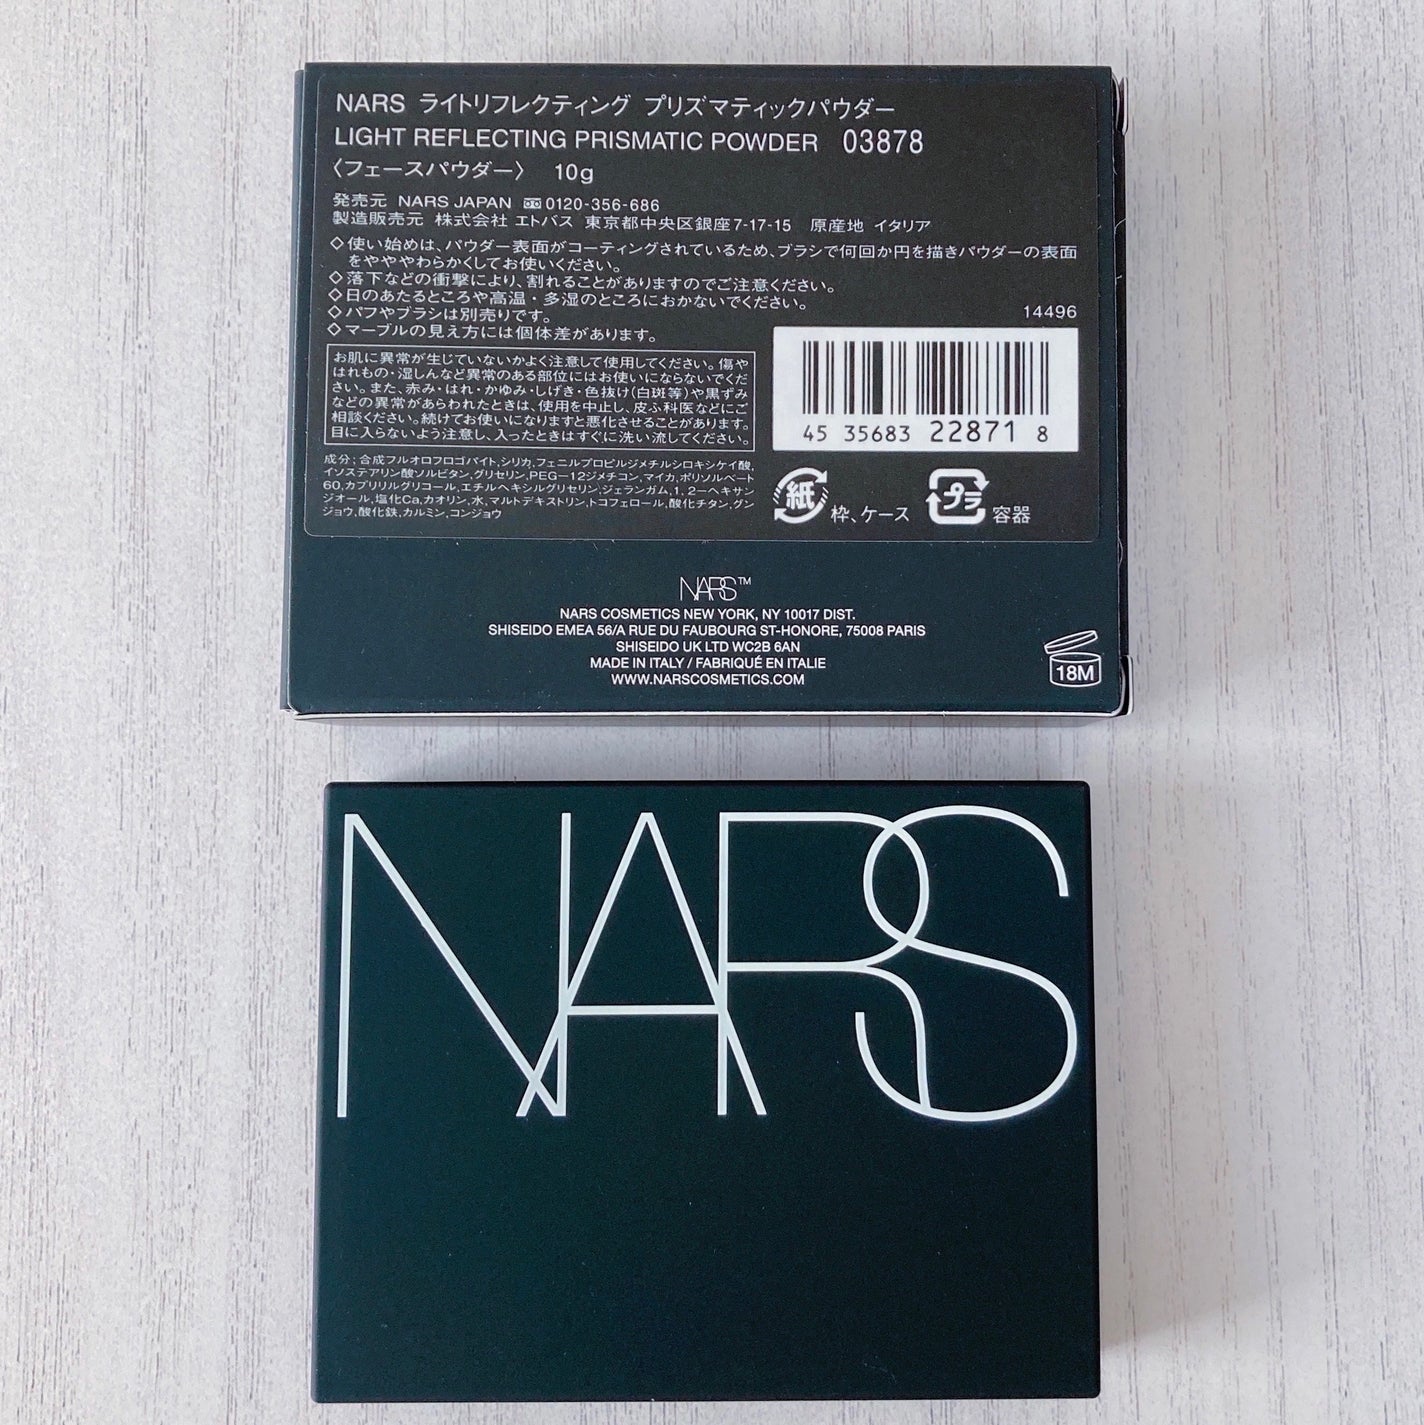 NARS ライトリフレクティング プリズマティックパウダー
LIGHT REFLECTING PRISMATIC POWDER 03878
〈フェースパウダー〉 10g
発売元 NARS JAPAN 0120-356-686
製造販売元 株式会社 エトバス 東京都中央区銀座7-17-15 原産地 イタリア
◇使い始めは、パウダー表面がコーティングされているため、ブラシで何回か円を描きパウダーの表面
をやややわらかくしてお使いください。
◇落下などの衝撃により、割れることがありますのでご注意ください。
◇日のあたるところや高温・多湿のところにおかないでください。
◇パフやブラシは別売りです。
◇マーブルの見え方には個体差があります。
14496
お肌に異常が生じていないかよく注意して使用してください。傷や
はれもの・湿しんなど異常のある部位にはお使いにならないでくだ
さい。また、赤み・はれ・かゆみ・しげき・色抜け(白斑等)や黒ずみ
などの異常があらわれたときは、使用を中止し、皮ふ科医などにご
相談ください。続けてお使いになりますと悪化させることがあります。
目に入らないよう注意し、入ったときはすぐに洗い流してください。
45 35683 22871 8
成分；合成フルオロフロゴパイト,シリカ,フェニルプロピルジメチルシロキシケイ酸,
イソステアリン酸ソルビタン,グリセリン,PEG－12ジメチコン,マイカ,ポリソルベート
60,カプリリルグリコール,エチルヘキシルグリセリン,ジェランガム,1，2－ヘキサン
ジオール,塩化Ca,カオリン,水,マルトデキストリン,トコフェロール,酸化チタン,グン
ジョウ,酸化鉄,カルミン,コンジョウ
紙 枠、ケース プラ 容器
NARS™
NARS COSMETICS NEW YORK, NY 10017 DIST.
SHISEIDO EMEA 56/A RUE DU FAUBOURG ST-HONORE, 75008 PARIS
SHISEIDO UK LTD WC2B 6AN
MADE IN ITALY / FABRIQUÉ EN ITALIE
WWW.NARSCOSMETICS.COM
18M
NARS